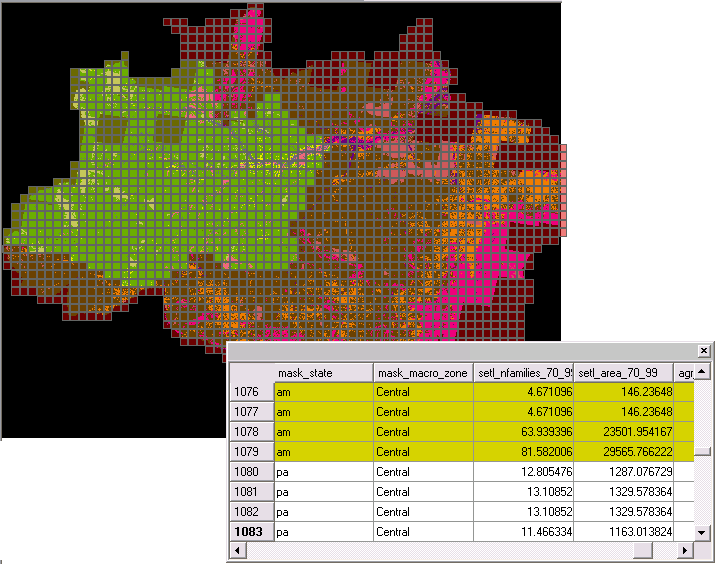 mask_state mask_macro_zone setl_nfamilies_70_9 setl_area_70_99 agr
1076 am Central 4.671096 146.23648
1077 am Central 4.671096 146.23648
1078 am Central 63.939396 23501.954167
1079 am Central 81.582006 29565.766222
1080 pa Central 12.805476 1287.076729
1081 pa Central 13.10852 1329.578364
1082 pa Central 13.10852 1329.578364
1083 pa Central 11.466334 1163.013824